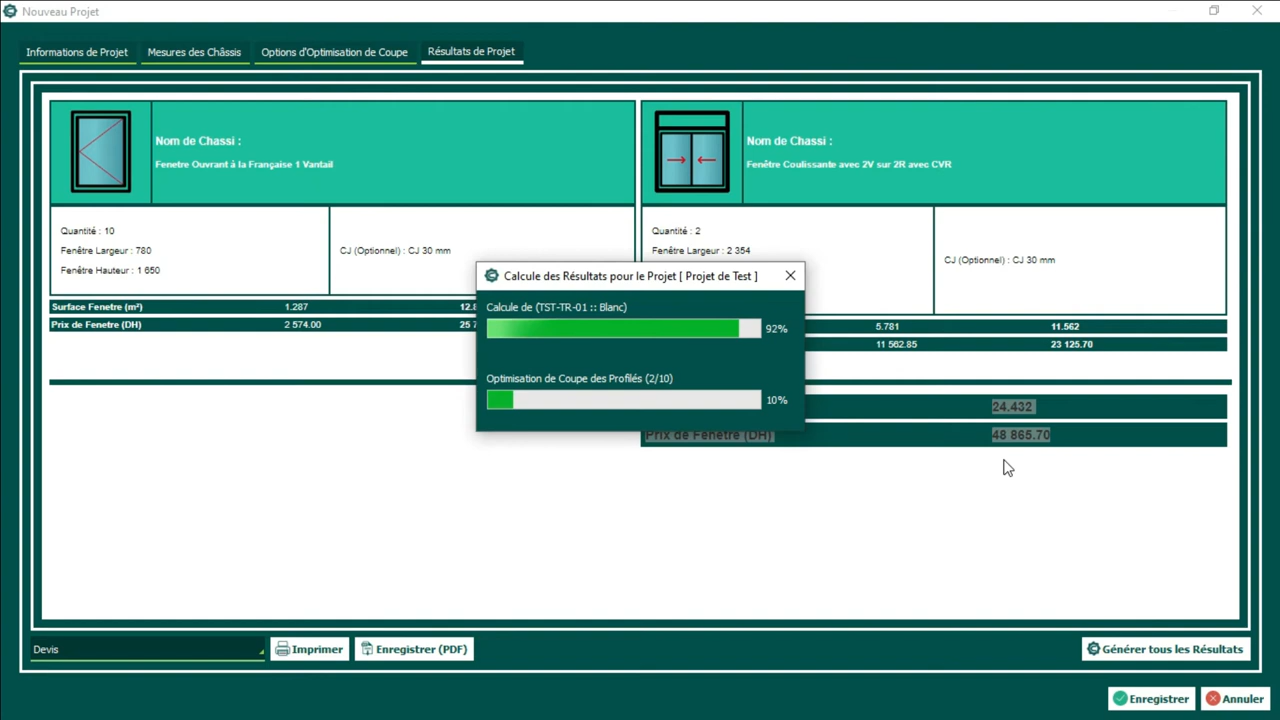 Nouveau Projet
Informations de Projet
Mesures des Châssis
Options d'Optimisation de Coupe
Résultats de Projet
Nom de Chassi :
Fenetre Ouvrant á la Française 1 Vantail
Quantité : 10
Fenêtre Largeur : 780
Fenêtre Hauteur : 1 650
CJ (Optionnel) : CJ 30 mm
Surface Fenetre (m²) 1.287 12.8
Prix de Fenetre (DH) 2 574.00 25 7
Nom de Chassi :
Fenêtre Coulissante avec 2V sur 2R avec CVR
Quantité : 2
Fenêtre Largeur : 2 354
CJ (Optionnel) : CJ 30 mm
5.781 11.562
11 562.85 23 125.70
24.432
Prix de Fenetre (DH) 48 865.70
Calcule des Résultats pour le Projet [ Projet de Test ]
Calcule de (TST-TR-01 :: Blanc)
92%
Optimisation de Coupe des Profilés (2/10)
10%
Devis
Imprimer
Enregistrer (PDF)
Générer tous les Résultats
Enregistrer
Annuler